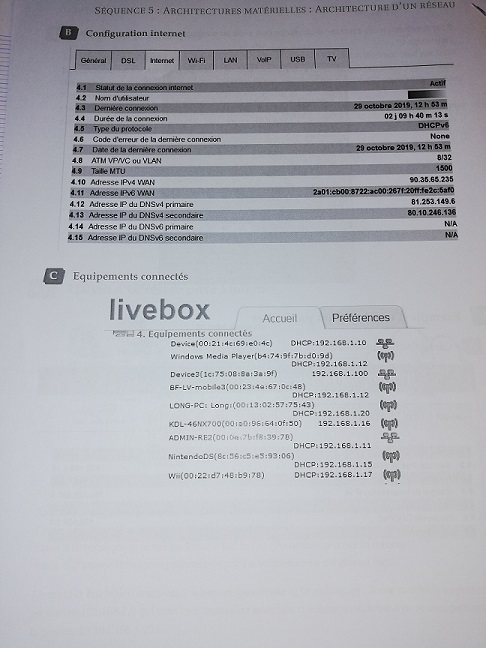 SÉQUENCE 5 : ARCHITECTURES MATÉRIELLES : ARCHITECTURE D'UN RÉSEAU
B Configuration internet
Général DSL Internet Wi-Fi LAN VoIP USB TV
4.1 Statut de la connexion internet Actif
4.2 Nom d'utilisateur
4.3 Dernière connexion 29 octobre 2019, 12 h 53 m
4.4 Durée de la connexion 02 j 09 h 40 m 13 s
4.5 Type du protocole DHCPv6
4.6 Code d'erreur de la dernière connexion None
4.7 Date de la dernière connexion 29 octobre 2019, 12 h 53 m
4.8 ATM VP/VC ou VLAN 8/32
4.9 Taille MTU 1500
4.10 Adresse IPv4 WAN 90.35.65.235
4.11 Adresse IPv6 WAN 2a01:cb00:8722:ac00:267f:20ff:fe2c:5af0
4.12 Adresse IP du DNSv4 primaire 81.253.149.6
4.13 Adresse IP du DNSv4 secondaire 80.10.246.136
4.14 Adresse IP du DNSv6 primaire N/A
4.15 Adresse IP du DNSv6 secondaire N/A
C Equipements connectés
livebox Accueil Préférences
4. Equipements connectés
Device(00:21:4c:69:e0:4c) DHCP:192.168.1.10
Windows Media Player(b4:74:9f:7b:d0:9d)
DHCP:192.168.1.12
Device3(1c:75:08:8a:3a:9f) 192.168.1.100
BF-LV-mobile3(00:23:4e:67:0c:48)
DHCP:192.168.1.12
LONG-PC: Long:(00:13:02:57:75:43)
DHCP:192.168.1.20
KDL-46NX700(00:b0:96:64:0f:50) 192.168.1.16
ADMIN-RE2(00:0e:7b:f8:39:78)
DHCP:192.168.1.11
NintendoDS(8c:56:c5:e5:93:06)
DHCP:192.168.1.15
Wii(00:22:d7:48:b9:78) DHCP:192.168.1.17